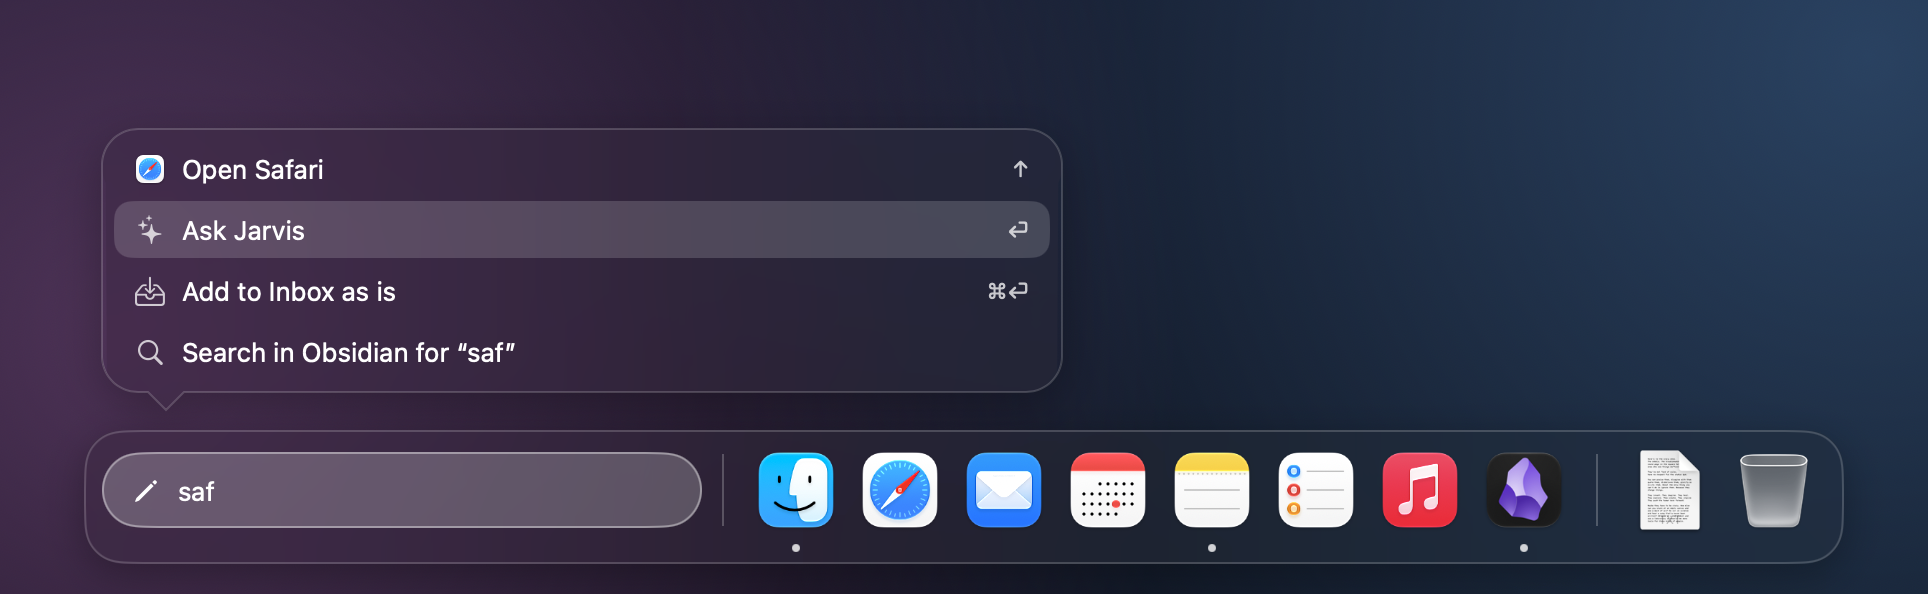 Open Safari ↑
Ask Jarvis ↩
Add to Inbox as is ⌘↩
Search in Obsidian for “saf”
saf